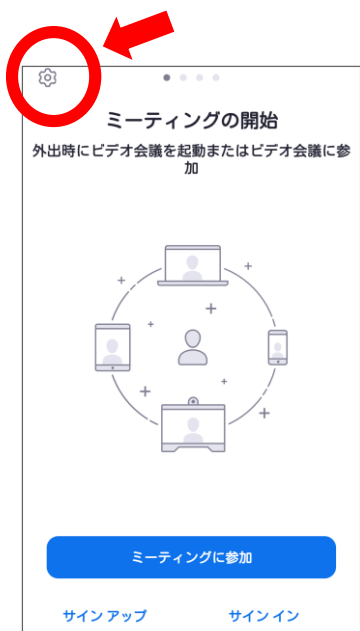 ミーティングの開始
外出時にビデオ会議を起動またはビデオ会議に参
加
ミーティングに参加
サインアップ
サインイン